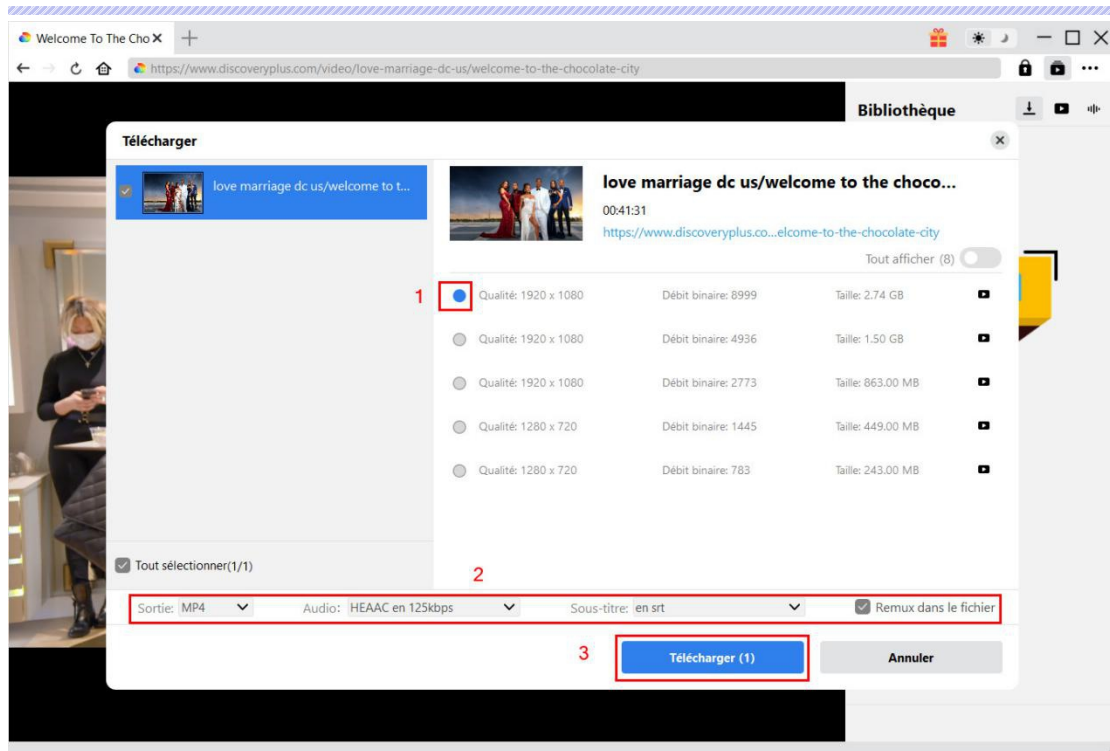 Welcome To The Cho
https://www.discoveryplus.com/video/love-marriage-dc-us/welcome-to-the-chocolate-city
Bibliothèque
Télécharger
love marriage dc us/welcome to t...
love marriage dc us/welcome to the choco...
00:41:31
https://www.discoveryplus.co...elcome-to-the-chocolate-city
Tout afficher (8)
1
Qualité: 1920 x 1080 Débit binaire: 8999 Taille: 2.74 GB
Qualité: 1920 x 1080 Débit binaire: 4936 Taille: 1.50 GB
Qualité: 1920 x 1080 Débit binaire: 2773 Taille: 863.00 MB
Qualité: 1280 x 720 Débit binaire: 1445 Taille: 449.00 MB
Qualité: 1280 x 720 Débit binaire: 783 Taille: 243.00 MB
Tout sélectionner(1/1)
2
Sortie: MP4 Audio: HEAAC en 125kbps Sous-titre: en srt Remux dans le fichier
3
Télécharger (1) Annuler